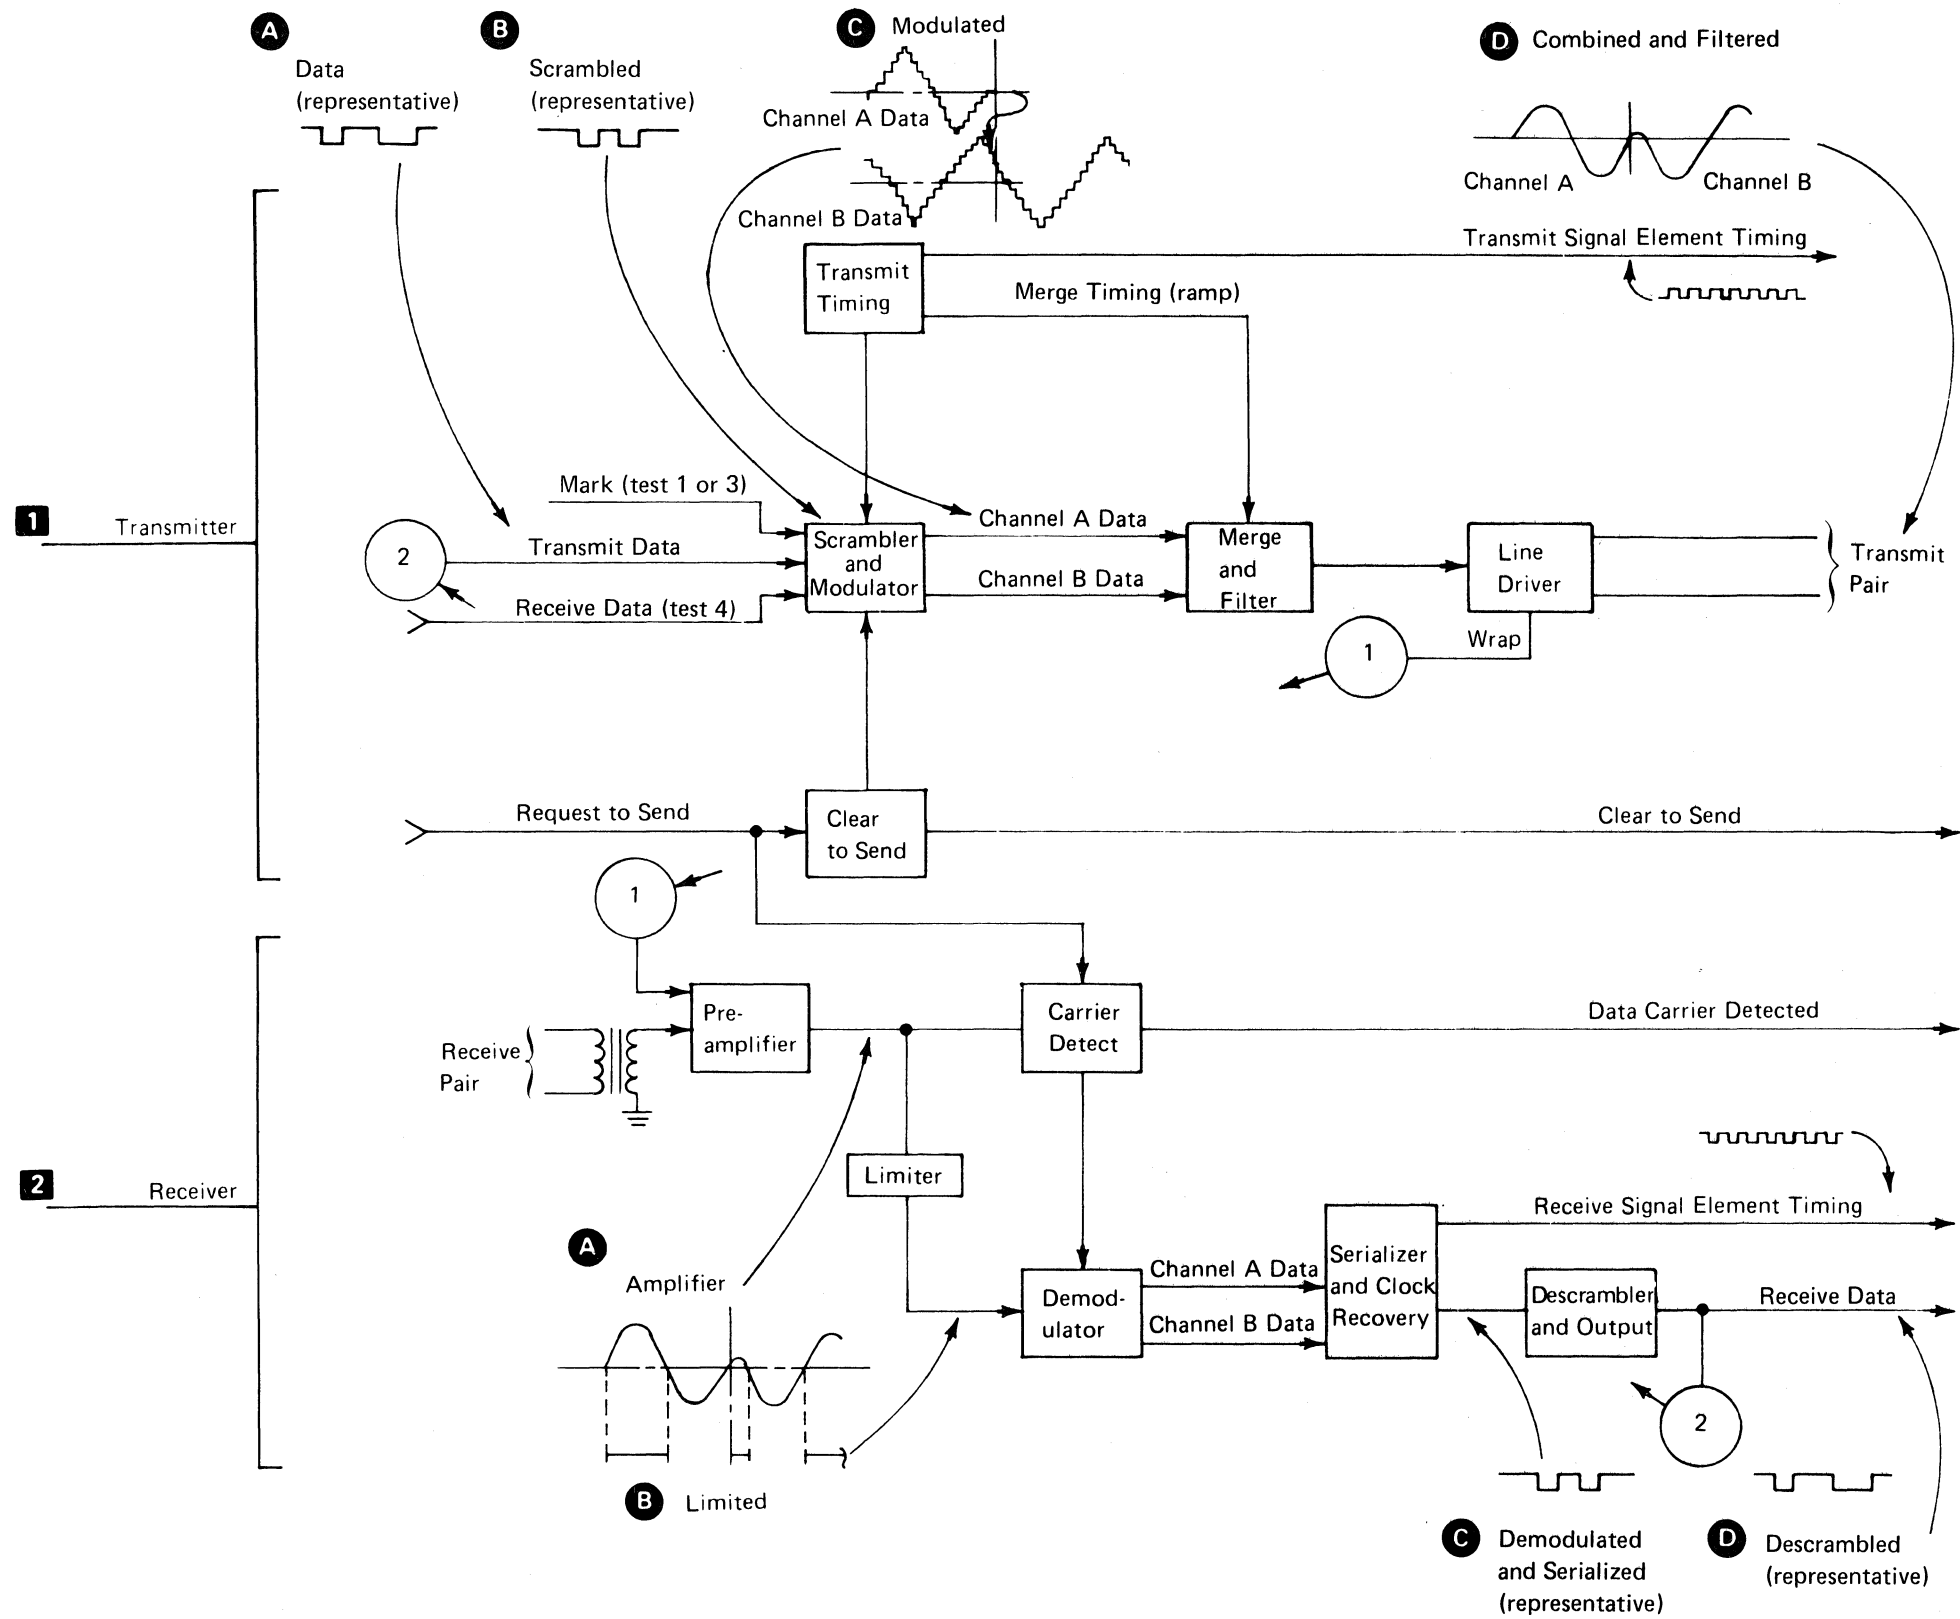 A
Data
(representative)
B
Scrambled
(representative)
C Modulated
Channel A Data
Channel B Data
D Combined and Filtered
Channel A
Channel B
Transmit Signal Element Timing
Transmit
Timing
Merge Timing (ramp)
1
Transmitter
Mark (test 1 or 3)
2
Transmit Data
Receive Data (test 4)
Scrambler
and
Modulator
Channel A Data
Channel B Data
Merge
and
Filter
Line
Driver
Transmit
Pair
Wrap
1
Request to Send
Clear
to Send
Clear to Send
1
Pre-
amplifier
Receive
Pair
Carrier
Detect
Data Carrier Detected
Limiter
2
Receiver
A
Amplifier
B Limited
Demod-
ulator
Channel A Data
Channel B Data
Serializer
and Clock
Recovery
Receive Signal Element Timing
Descrambler
and Output
Receive Data
2
C Demodulated
and Serialized
(representative)
D Descrambled
(representative)